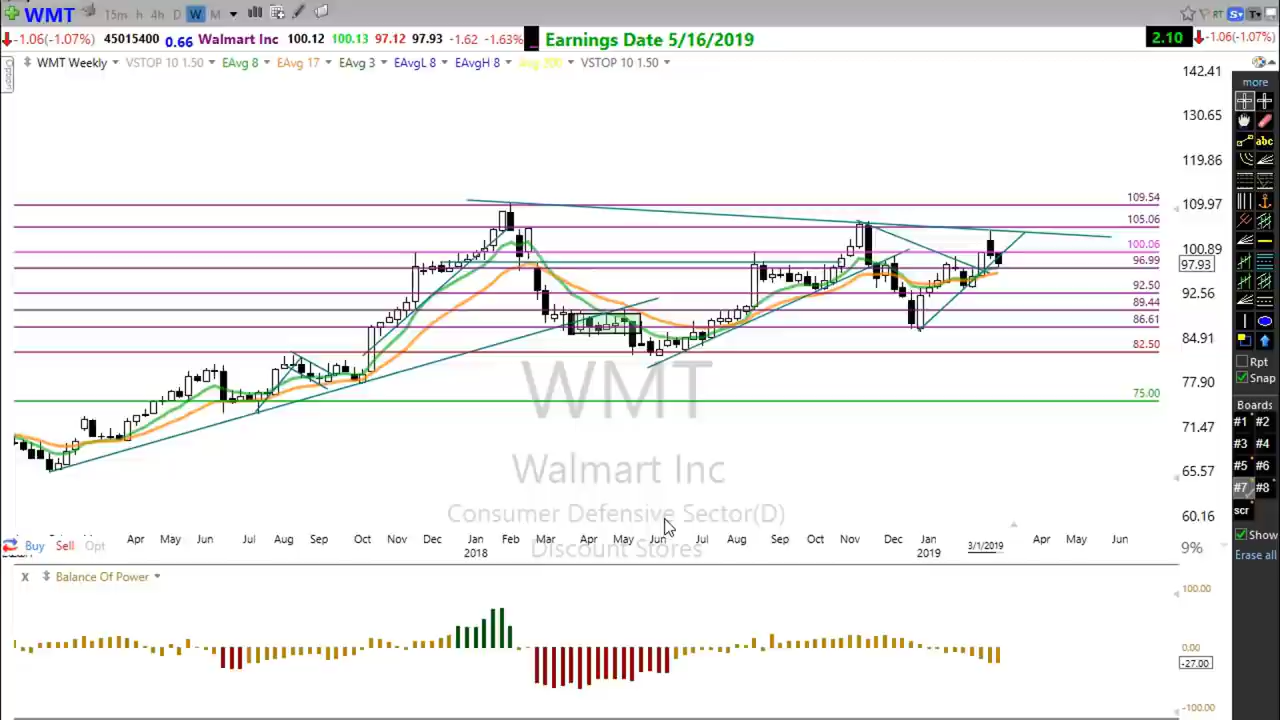 WMT 15m h 4h D W M RT S T
-1.06(-1.07%) 45015400 0.66 Walmart Inc 100.12 100.13 97.12 97.93 -1.62 -1.63% Earnings Date 5/16/2019 2.10 -1.06(-1.07%)
Options
WMT Weekly VSTOP 10 1.50 EAvg 8 EAvg 17 EAvg 3 EAvgL 8 EAvgH 8 Avg 200 VSTOP 10 1.50
142.41
130.65
119.86
109.97
100.89
97.93
92.56
84.91
77.90
71.47
65.57
60.16
9%
109.54
105.06
100.06
96.99
92.50
89.44
86.61
82.50
75.00
WMT
Walmart Inc
Consumer Defensive Sector(D)
Discount Stores
Apr May Jun Aug Sep Oct Nov Dec Jan Feb Mar Apr May Jun Jul Aug Sep Oct Nov Dec Jan 3/1/2019 Apr May Jun
2018 2019
Buy Sell Opt
X Balance Of Power
100.00
0.00
-27.00
-100.00
more
abc
Rpt
Snap
Boards
#1 #2
#3 #4
#5 #6
#7 #8
scr
Show
Erase all